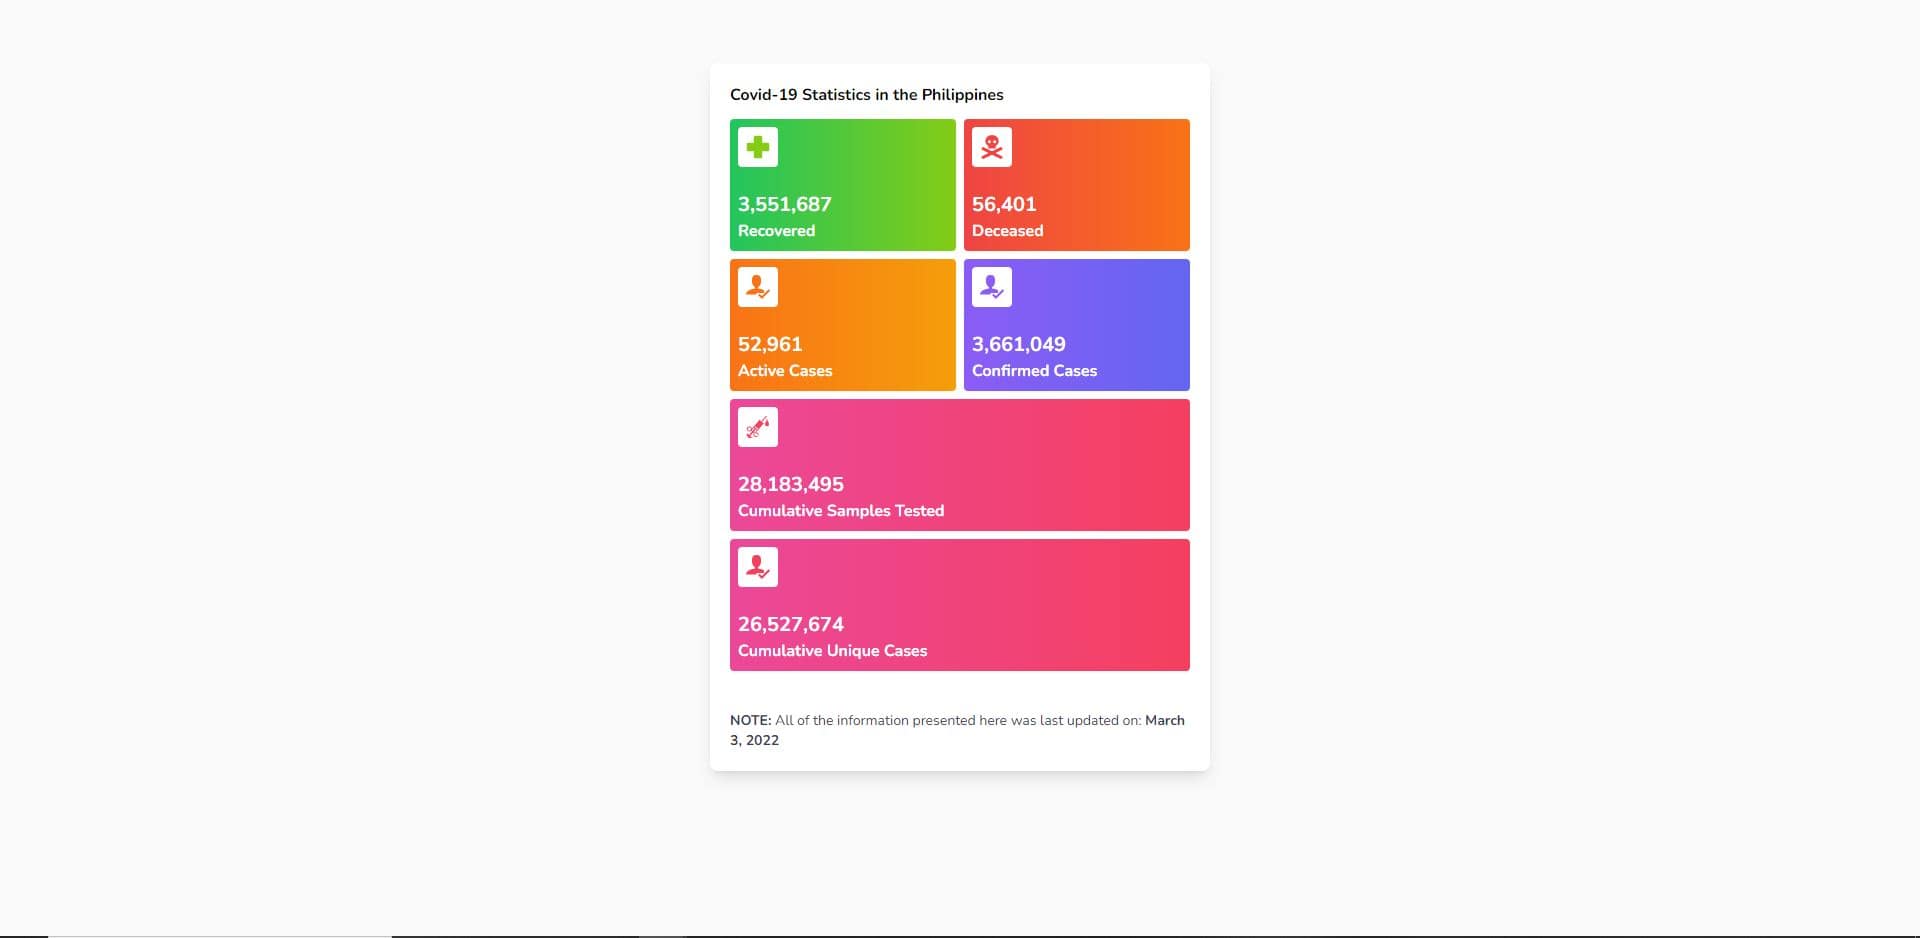 Covid-19 Statistics in the Philippines
3,551,687
Recovered
56,401
Deceased
52,961
Active Cases
3,661,049
Confirmed Cases
28,183,495
Cumulative Samples Tested
26,527,674
Cumulative Unique Cases
NOTE: All of the information presented here was last updated on: March
3, 2022